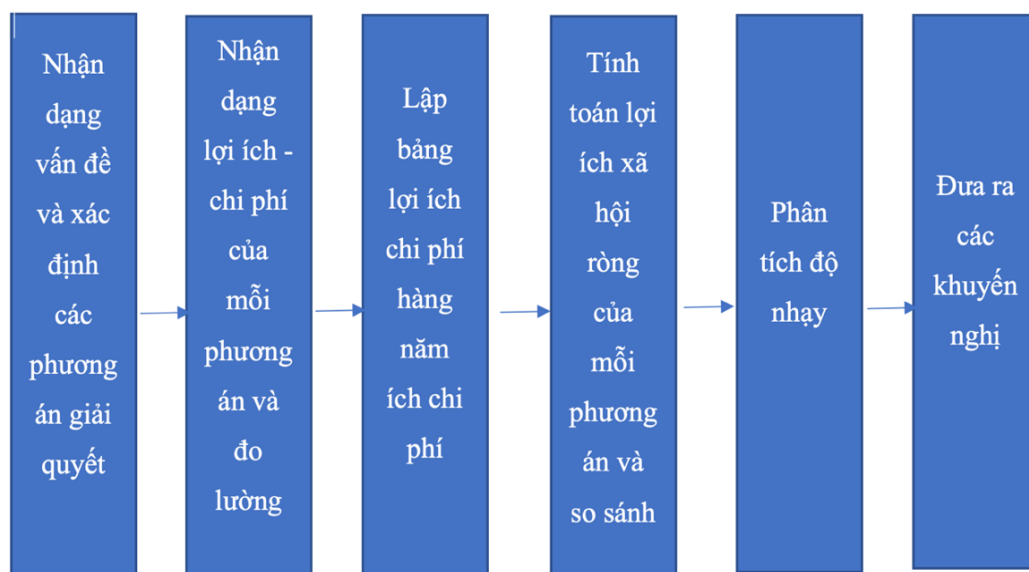 Nhận
dạng
vấn đề
và xác
định
các
phương
án giải
quyết
Nhận
dạng
lợi ích -
chi phí
của
mỗi
phương
án và
đo
lường
Lập
bảng
lợi ích
chi phí
hàng
năm
ích chi
phí
Tính
toán lợi
ích xã
hội
ròng
của
mỗi
phương
án và
so sánh
Phân
tích độ
nhạy
Đưa ra
các
khuyến
nghị